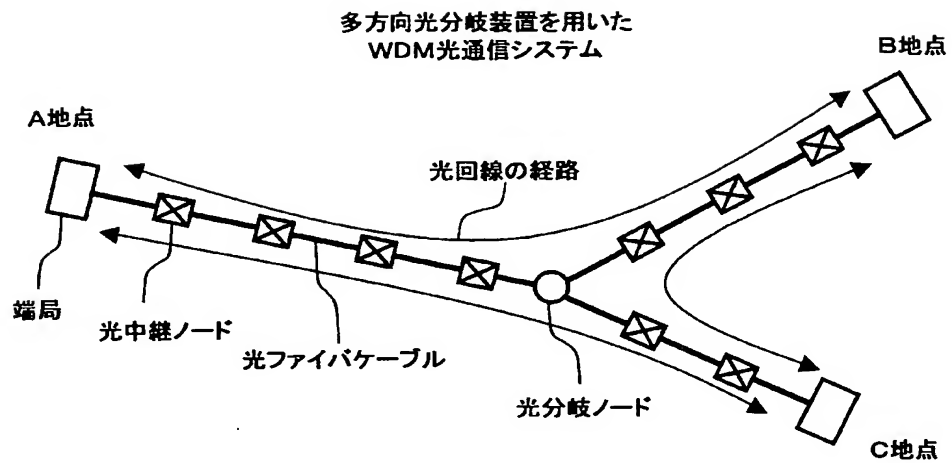 多方向光分岐装置を用いた
WDM光通信システム
B地点
A地点
光回線の経路
端局
光中継ノード
光ファイバケーブル
光分岐ノード
C地点